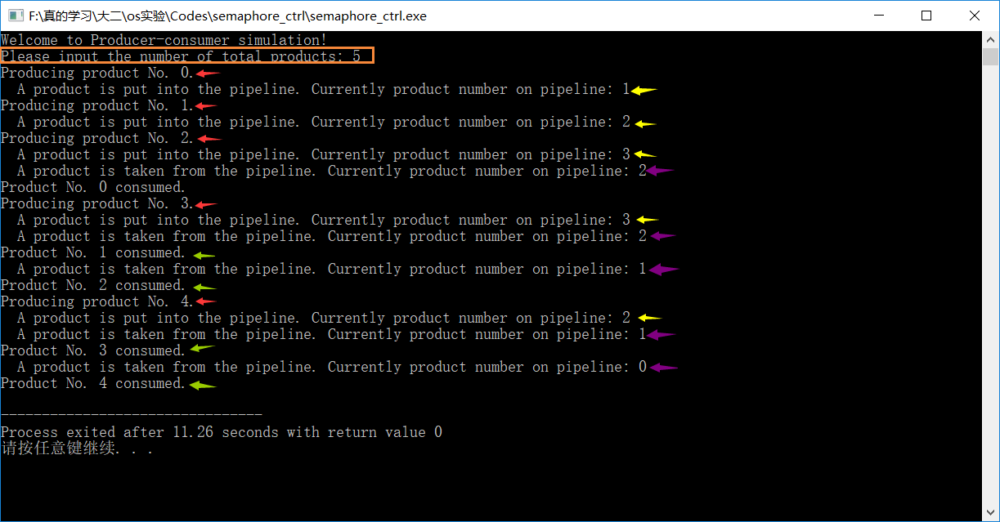 F:\真的学习\大二\os实验\Codes\semaphore_ctrl\semaphore_ctrl.exe
Welcome to Producer-consumer simulation!
Please input the number of total products: 5
Producing product No. 0.
A product is put into the pipeline. Currently product number on pipeline: 1
Producing product No. 1.
A product is put into the pipeline. Currently product number on pipeline: 2
Producing product No. 2.
A product is put into the pipeline. Currently product number on pipeline: 3
A product is taken from the pipeline. Currently product number on pipeline: 2
Product No. 0 consumed.
Producing product No. 3.
A product is put into the pipeline. Currently product number on pipeline: 3
A product is taken from the pipeline. Currently product number on pipeline: 2
Product No. 1 consumed.
A product is taken from the pipeline. Currently product number on pipeline: 1
Product No. 2 consumed.
Producing product No. 4.
A product is put into the pipeline. Currently product number on pipeline: 2
A product is taken from the pipeline. Currently product number on pipeline: 1
Product No. 3 consumed.
A product is taken from the pipeline. Currently product number on pipeline: 0
Product No. 4 consumed.
--------------------------------
Process exited after 11.26 seconds with return value 0
请按任意键继续. . .